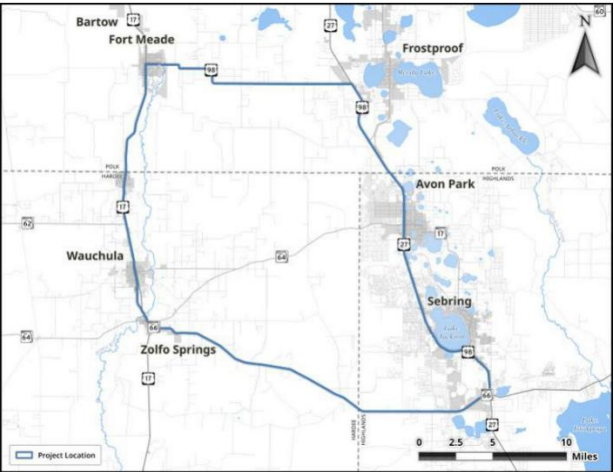 Bartow
17
27
60
N
Fort Meade
Frostproof
98
98
POLK
HARDEE
POLK
HIGHLANDS
Avon Park
17
62
17
27
64
Wauchula
Sebring
66
64
Zolfo Springs
98
17
66
HARDEE
HIGHLANDS
27
Project Location
0 2.5 5 10
Miles